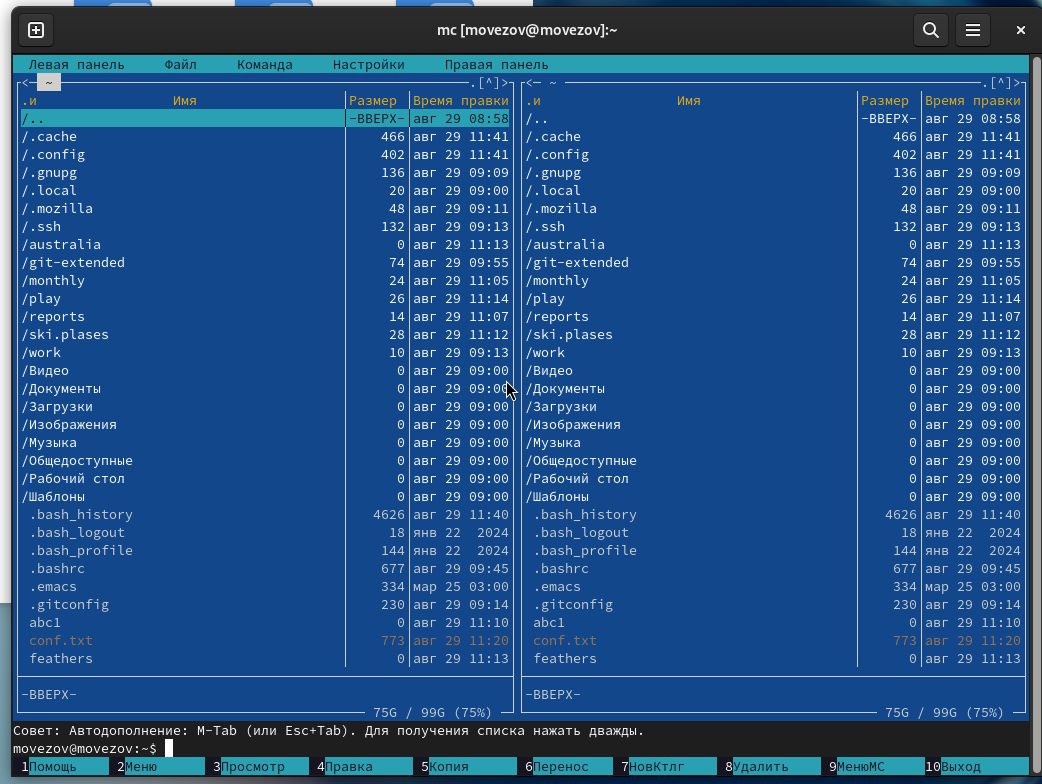 mc [movezov@movezov]:~
Левая панель Файл Команда Настройки Правая панель
<— ~ .[^]> <— ~ .[^]>
.и Имя Размер Время правки .и Имя Размер Время правки
/.. -ВВЕРХ- авг 29 08:58 /.. -ВВЕРХ- авг 29 08:58
/.cache 466 авг 29 11:41 /.cache 466 авг 29 11:41
/.config 402 авг 29 11:41 /.config 402 авг 29 11:41
/.gnupg 136 авг 29 09:09 /.gnupg 136 авг 29 09:09
/.local 20 авг 29 09:00 /.local 20 авг 29 09:00
/.mozilla 48 авг 29 09:11 /.mozilla 48 авг 29 09:11
/.ssh 132 авг 29 09:13 /.ssh 132 авг 29 09:13
/australia 0 авг 29 11:13 /australia 0 авг 29 11:13
/git-extended 74 авг 29 09:55 /git-extended 74 авг 29 09:55
/monthly 24 авг 29 11:05 /monthly 24 авг 29 11:05
/play 26 авг 29 11:14 /play 26 авг 29 11:14
/reports 14 авг 29 11:07 /reports 14 авг 29 11:07
/ski.plases 28 авг 29 11:12 /ski.plases 28 авг 29 11:12
/work 10 авг 29 09:13 /work 10 авг 29 09:13
/Видео 0 авг 29 09:00 /Видео 0 авг 29 09:00
/Документы 0 авг 29 09:00 /Документы 0 авг 29 09:00
/Загрузки 0 авг 29 09:00 /Загрузки 0 авг 29 09:00
/Изображения 0 авг 29 09:00 /Изображения 0 авг 29 09:00
/Музыка 0 авг 29 09:00 /Музыка 0 авг 29 09:00
/Общедоступные 0 авг 29 09:00 /Общедоступные 0 авг 29 09:00
/Рабочий стол 0 авг 29 09:00 /Рабочий стол 0 авг 29 09:00
/Шаблоны 0 авг 29 09:00 /Шаблоны 0 авг 29 09:00
.bash_history 4626 авг 29 11:40 .bash_history 4626 авг 29 11:40
.bash_logout 18 янв 22 2024 .bash_logout 18 янв 22 2024
.bash_profile 144 янв 22 2024 .bash_profile 144 янв 22 2024
.bashrc 677 авг 29 09:45 .bashrc 677 авг 29 09:45
.emacs 334 мар 25 03:00 .emacs 334 мар 25 03:00
.gitconfig 230 авг 29 09:14 .gitconfig 230 авг 29 09:14
abc1 0 авг 29 11:10 abc1 0 авг 29 11:10
conf.txt 773 авг 29 11:20 conf.txt 773 авг 29 11:20
feathers 0 авг 29 11:13 feathers 0 авг 29 11:13
-ВВЕРХ- -ВВЕРХ-
75G / 99G (75%) 75G / 99G (75%)
Совет: Автодополнение: M-Tab (или Esc+Tab). Для получения списка нажать дважды.
movezov@movezov:~$
1Помощь 2Меню 3Просмотр 4Правка 5Копия 6Перенос 7НовКтлг 8Удалить 9МенюMC 10Выход